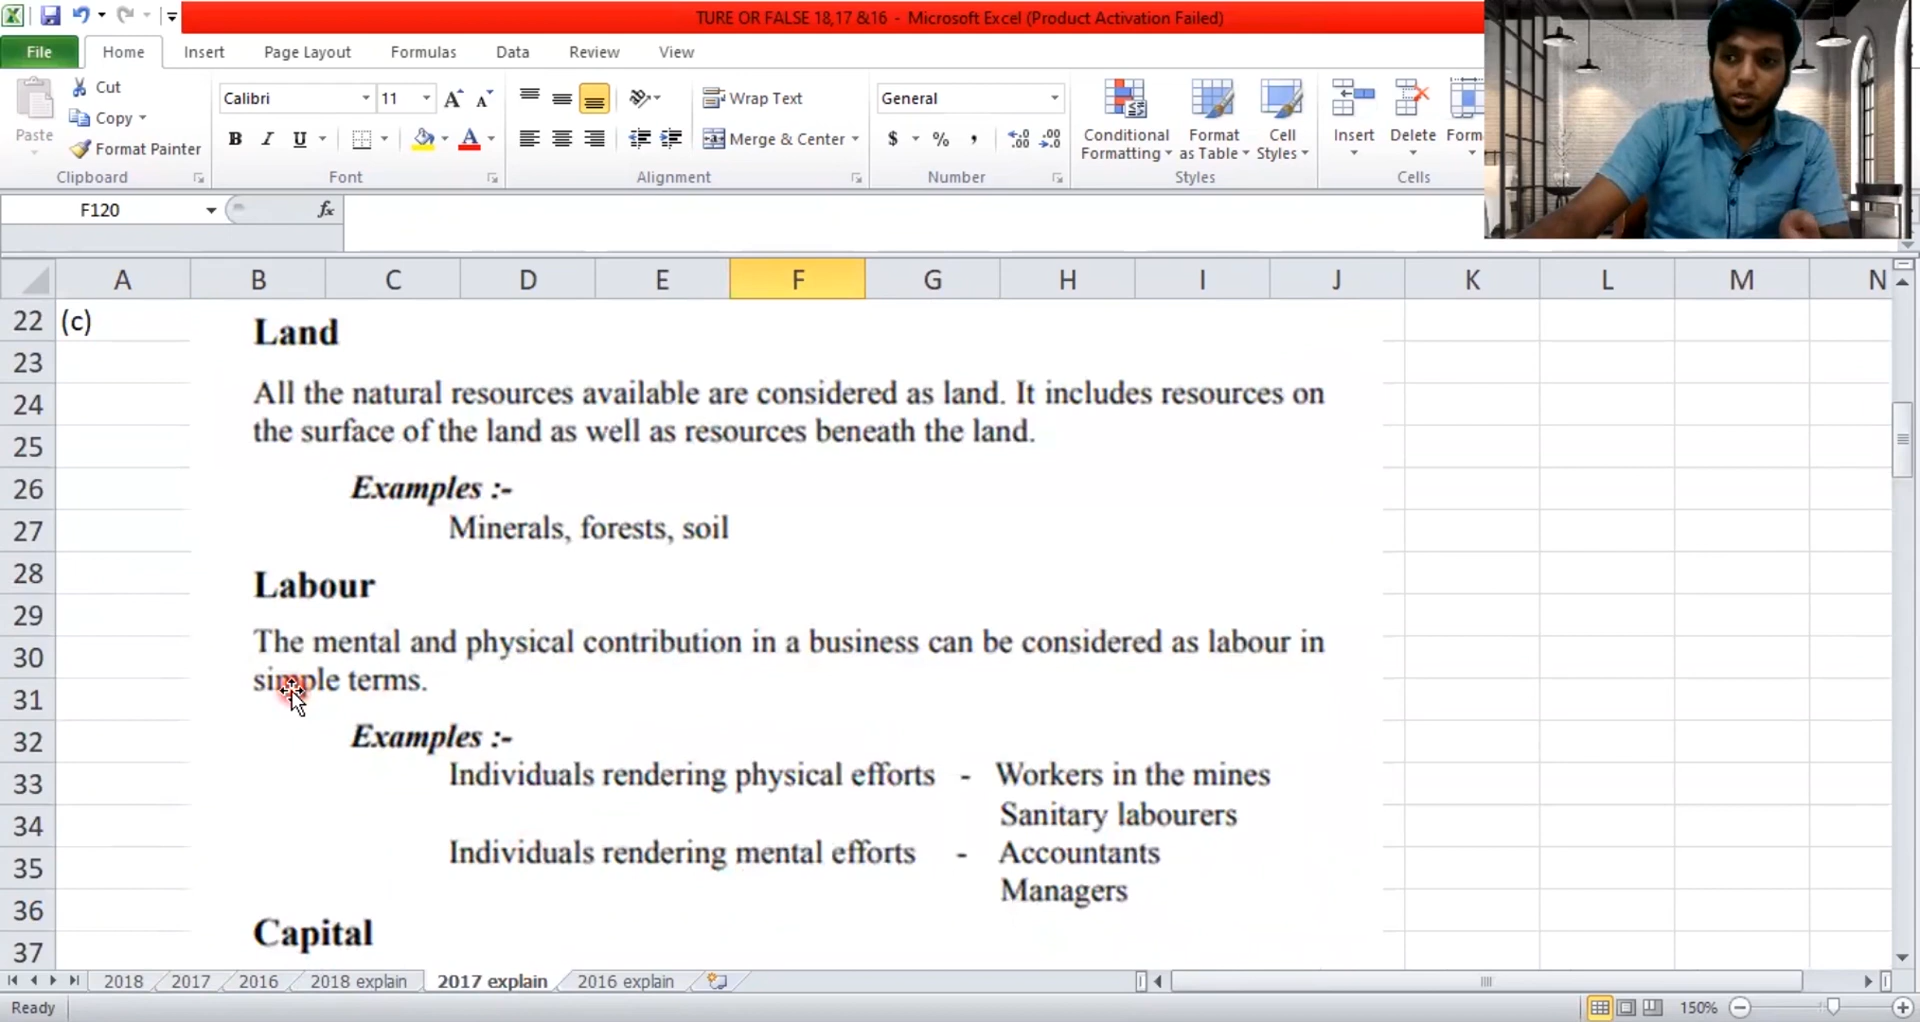 TURE OR FALSE 18,17 &16 - Microsoft Excel (Product Activation Failed)
File Home Insert Page Layout Formulas Data Review View
Cut
Copy
Format Painter
Paste
Clipboard
Calibri 11
B I U
Font
Wrap Text
Merge & Center
Alignment
General
$ % ,
Number
Conditional Formatting
Format as Table
Cell Styles
Styles
Insert Delete Form
Cells
F120 fx
A B C D E F G H I J K L M N
22 (c) Land
23
24 All the natural resources available are considered as land. It includes resources on
25 the surface of the land as well as resources beneath the land.
26 Examples :-
27 Minerals, forests, soil
28 Labour
29
30 The mental and physical contribution in a business can be considered as labour in
31 simple terms.
32 Examples :-
33 Individuals rendering physical efforts - Workers in the mines
34 Sanitary labourers
35 Individuals rendering mental efforts - Accountants
36 Managers
37 Capital
2018 2017 2016 2018 explain 2017 explain 2016 explain
Ready 150%